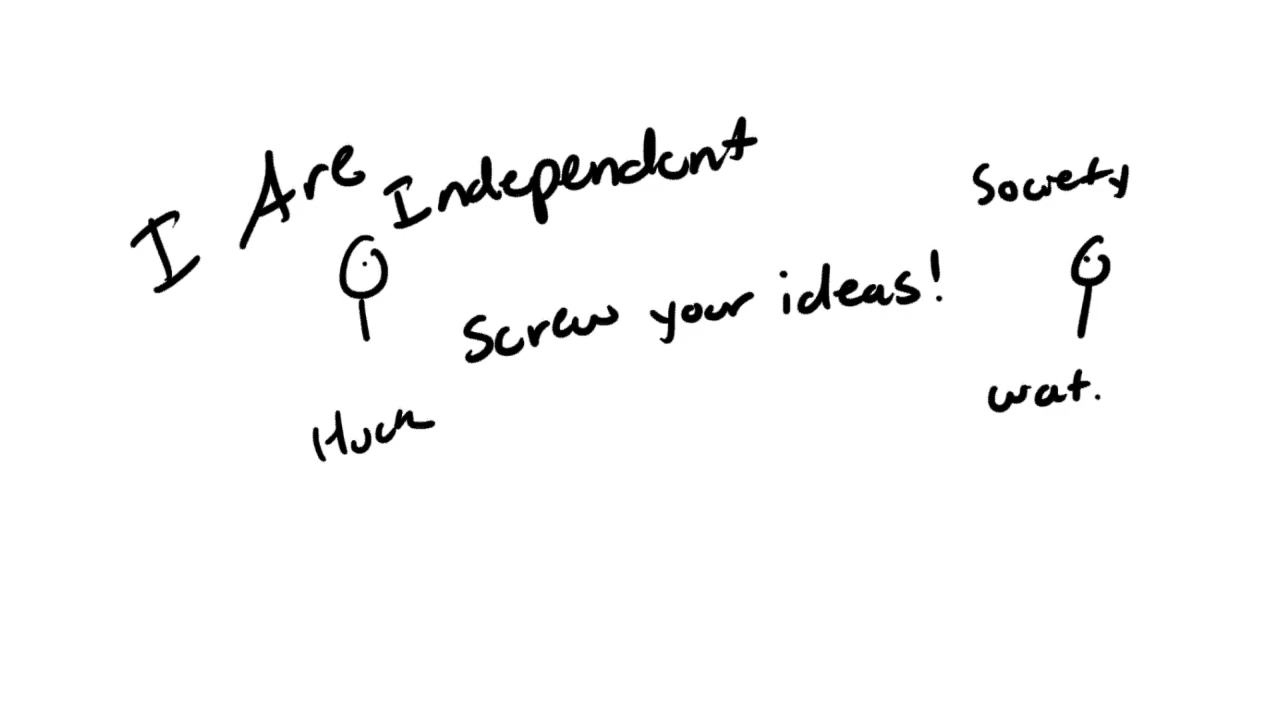 I Are Independent
Society
Screw your ideas!
wat.
Huck